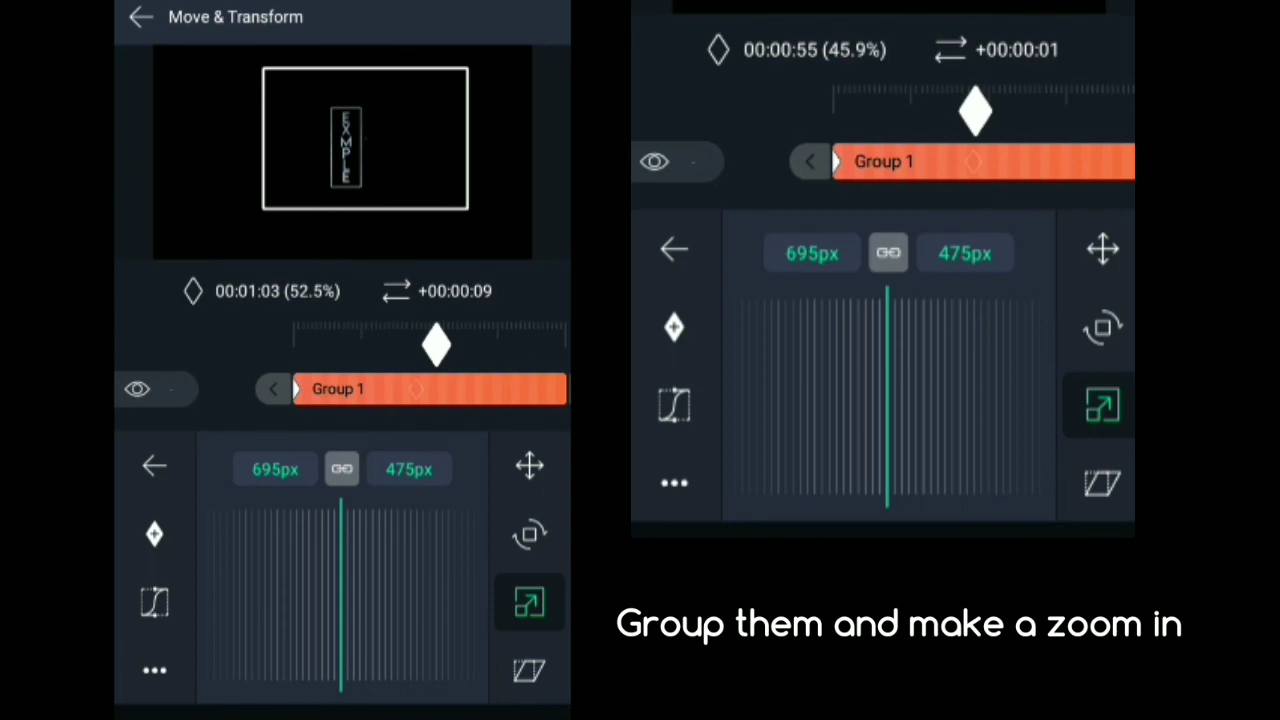 Move & Transform
EXAMPLE
00:01:03 (52.5%)
+00:00:09
Group 1
695px
475px
00:00:55 (45.9%)
+00:00:01
Group 1
695px
475px
Group them and make a zoom in